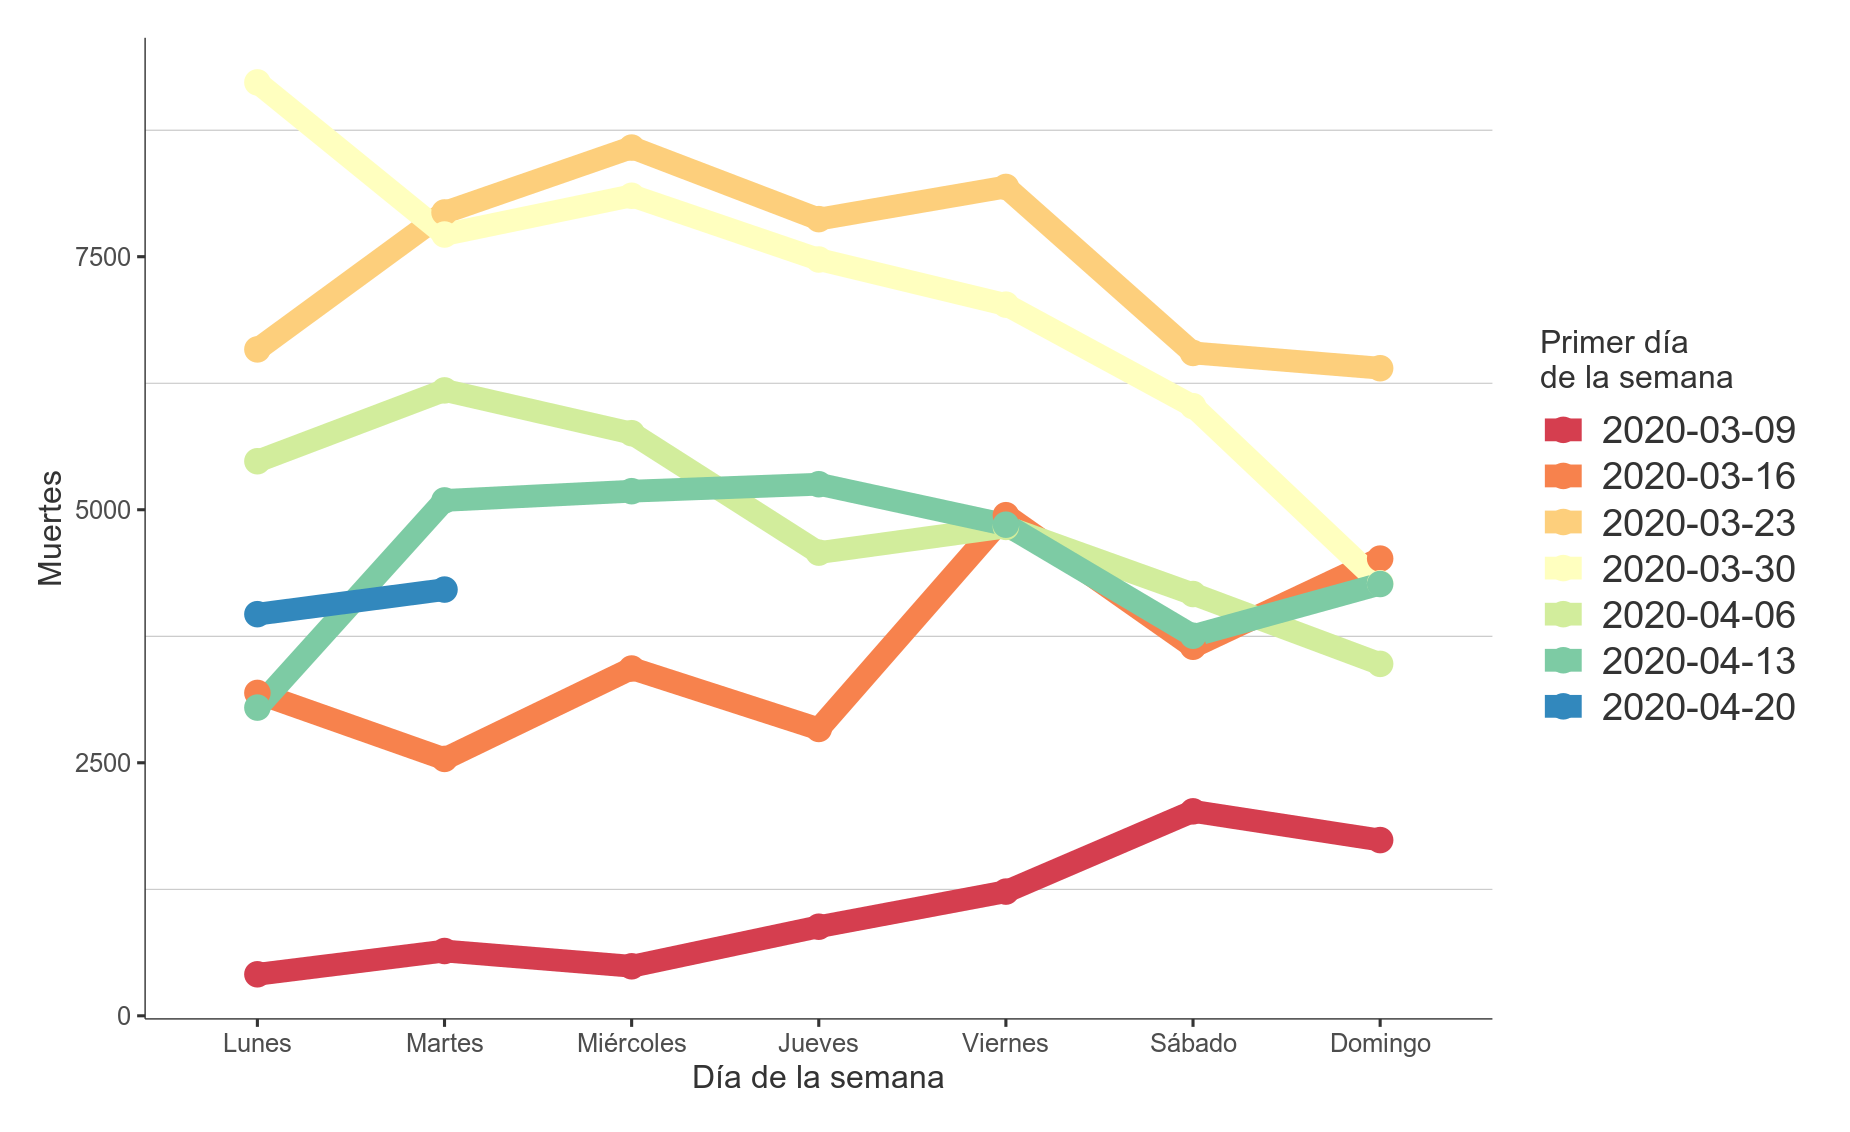 Muertes
7500
5000
2500
0
Lunes Martes Miércoles Jueves Viernes Sábado Domingo
Día de la semana
Primer día
de la semana
2020-03-09
2020-03-16
2020-03-23
2020-03-30
2020-04-06
2020-04-13
2020-04-20